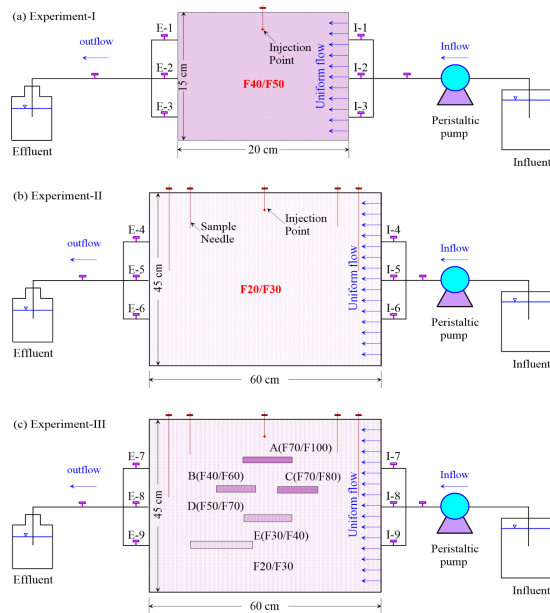 (a) Experiment-I
E-1
I-1
outflow
Injection
Point
Inflow
E-2
I-2
F40/F50
Uniform flow
15 cm
E-3
I-3
Effluent
20 cm
Peristaltic
pump
Influent
(b) Experiment-II
E-4
I-4
outflow
Sample
Needle
Injection
Point
Inflow
E-5
I-5
F20/F30
Uniform flow
45 cm
E-6
I-6
Effluent
60 cm
Peristaltic
pump
Influent
(c) Experiment-III
A(F70/F100)
E-7
I-7
outflow
B(F40/F60)
C(F70/F80)
Inflow
E-8
I-8
D(F50/F70)
Uniform flow
45 cm
E-9
E(F30/F40)
I-9
F20/F30
Effluent
60 cm
Peristaltic
pump
Influent